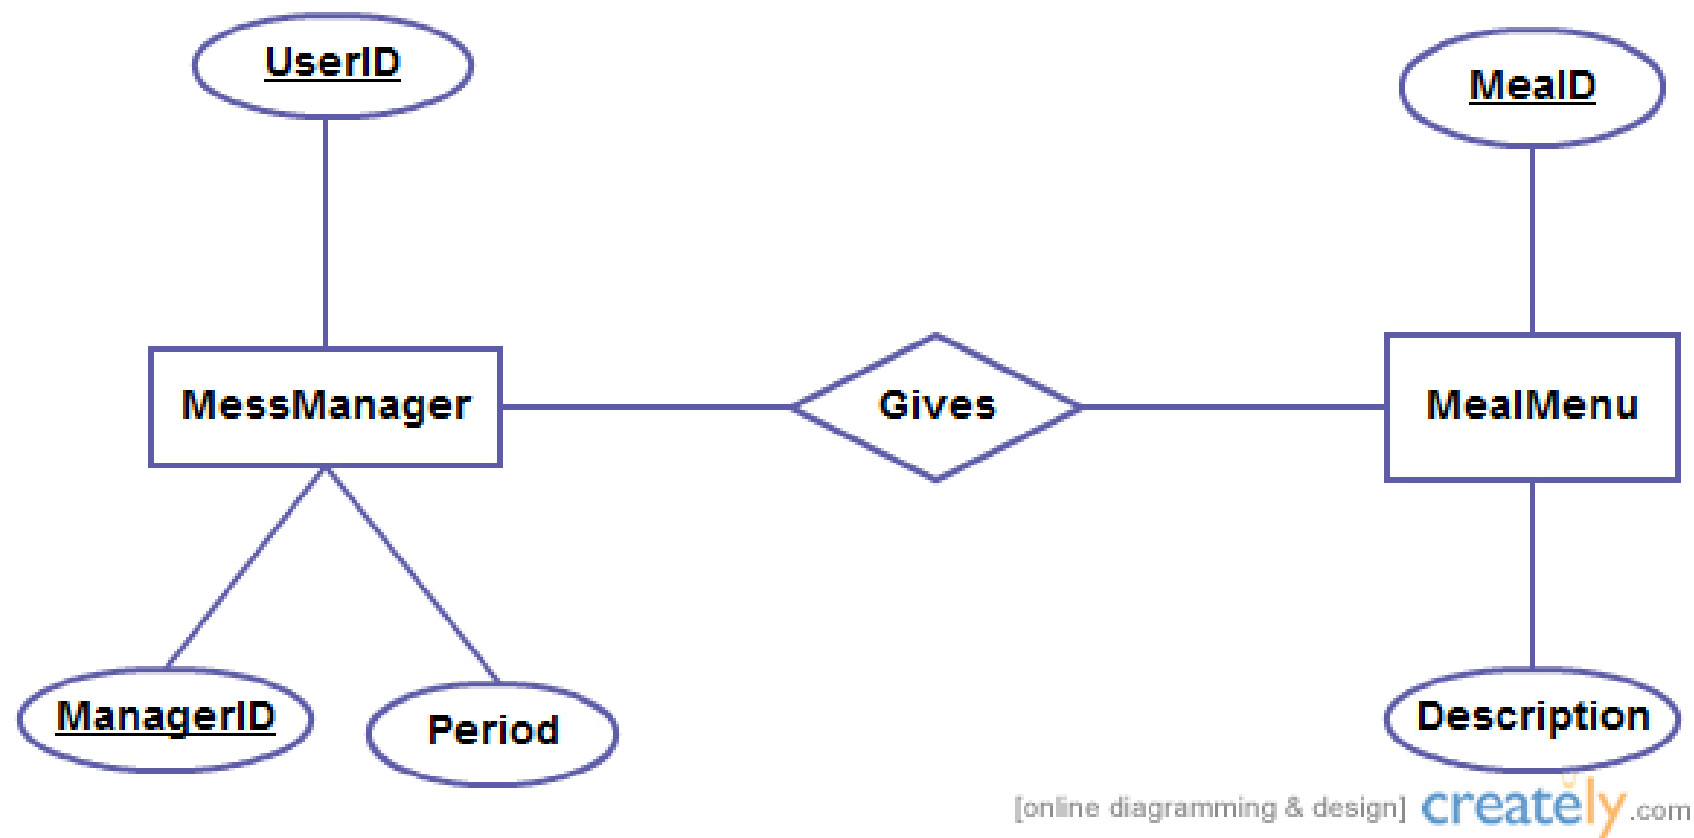 UserID
MealD
MessManager
Gives
MealMenu
ManagerID
Period
Description
[online diagramming & design] creately.com